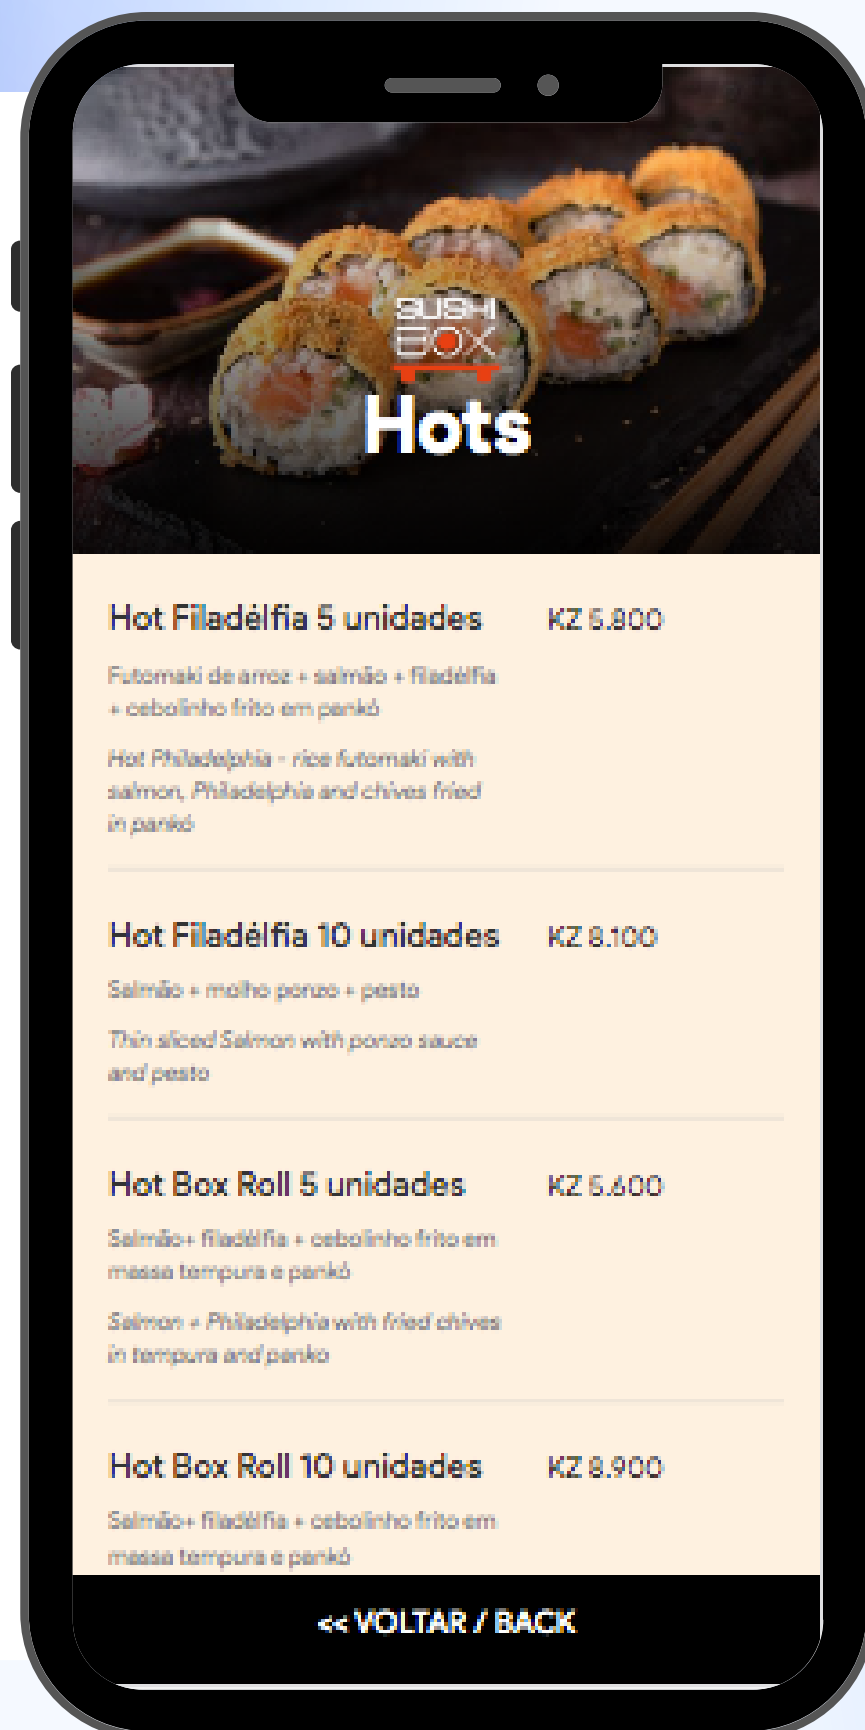 SUSHI
BOX
Hots
Hot Filadélfia 5 unidades KZ 5.800
Futomaki de arroz + salmão + filadélfia
+ cebolinho frito em pankó
Hot Philadelphia - rice futomaki with
salmon, Philadelphia and chives fried
in pankó
Hot Filadélfia 10 unidades KZ 8.100
Salmão + molho ponzo + pesto
Thin sliced Salmon with ponzo sauce
and pesto
Hot Box Roll 5 unidades KZ 5.600
Salmão+ filadélfia + cebolinho frito em
massa tempura e pankó
Salmon + Philadelphia with fried chives
in tempura and panko
Hot Box Roll 10 unidades KZ 8.900
Salmão+ filadélfia + cebolinho frito em
massa tempura e pankó
<< VOLTAR / BACK